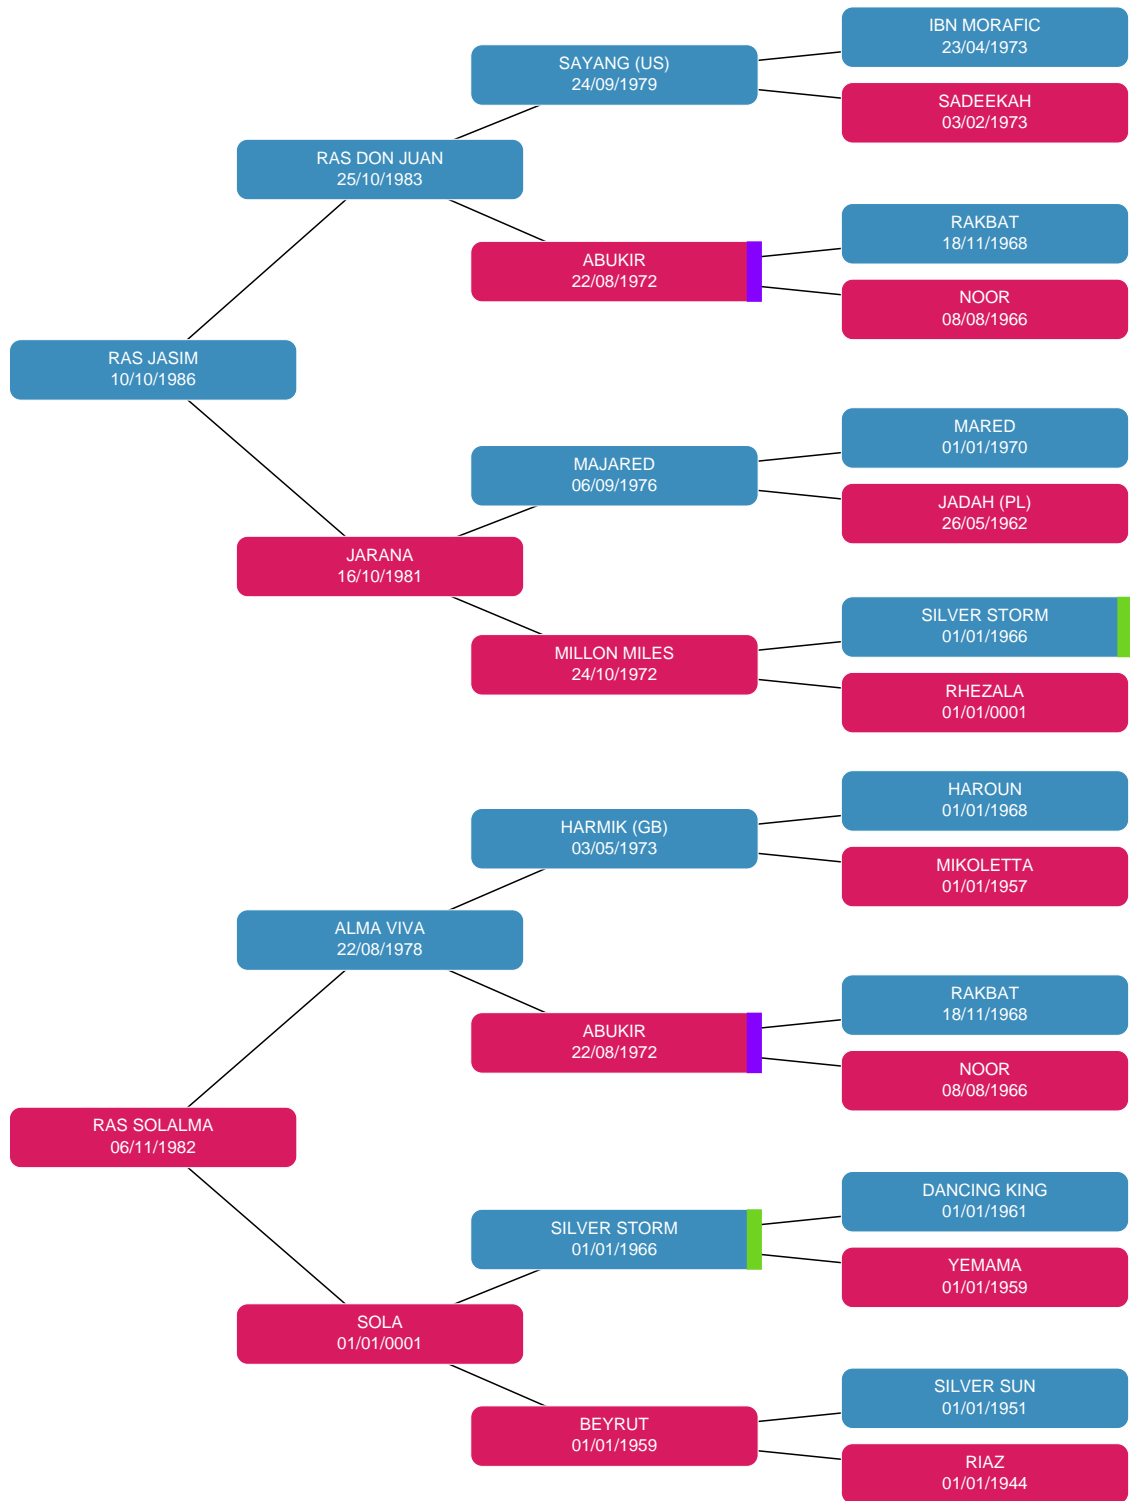 IBN MORAFIC
23/04/1973
SAYANG (US)
24/09/1979
SADEEKAH
03/02/1973
RAS DON JUAN
25/10/1983
RAKBAT
18/11/1968
ABUKIR
22/08/1972
NOOR
08/08/1966
RAS JASIM
10/10/1986
MARED
01/01/1970
MAJARED
06/09/1976
JADAH (PL)
26/05/1962
JARANA
16/10/1981
SILVER STORM
01/01/1966
MILLON MILES
24/10/1972
RHEZALA
01/01/0001
HAROUN
01/01/1968
HARMIK (GB)
03/05/1973
MIKOLETTA
01/01/1957
ALMA VIVA
22/08/1978
RAKBAT
18/11/1968
ABUKIR
22/08/1972
NOOR
08/08/1966
RAS SOLALMA
06/11/1982
DANCING KING
01/01/1961
SILVER STORM
01/01/1966
YEMAMA
01/01/1959
SOLA
01/01/0001
SILVER SUN
01/01/1951
BEYRUT
01/01/1959
RIAZ
01/01/1944